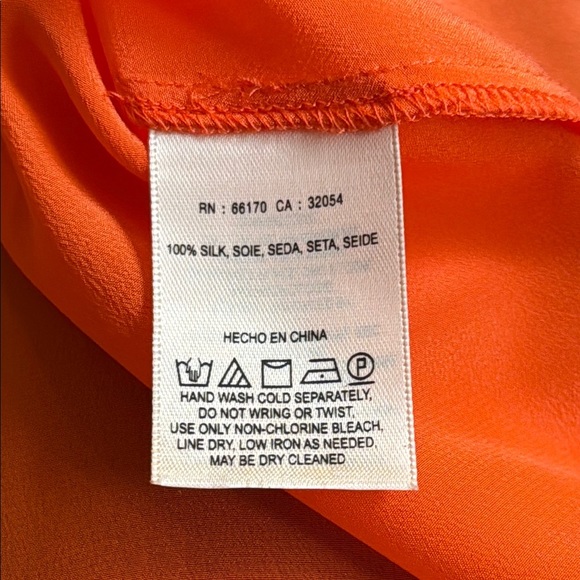 RN : 66170 CA : 32054
100% SILK, SOIE, SEDA, SETA, SEIDE
HECHO EN CHINA
P
HAND WASH COLD SEPARATELY,
DO NOT WRING OR TWIST,
USE ONLY NON-CHLORINE BLEACH,
LINE DRY, LOW IRON AS NEEDED,
MAY BE DRY CLEANED